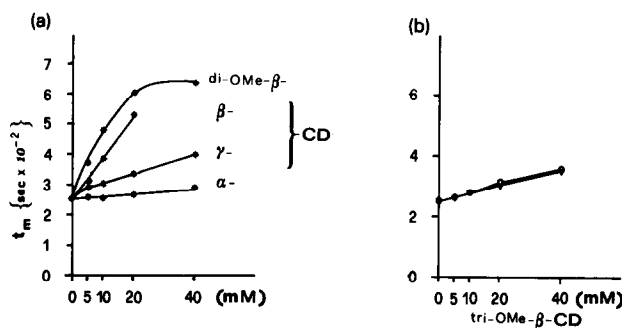 (a)
7
6
5
4
3
2
1
0
t_m {sec x 10⁻²}
0 5 10 20 40 (mM)
di-OMe-β-
β-
γ-
α-
CD
(b)
6
4
2
0
0 5 10 20 40 (mM)
tri-OMe-β-CD